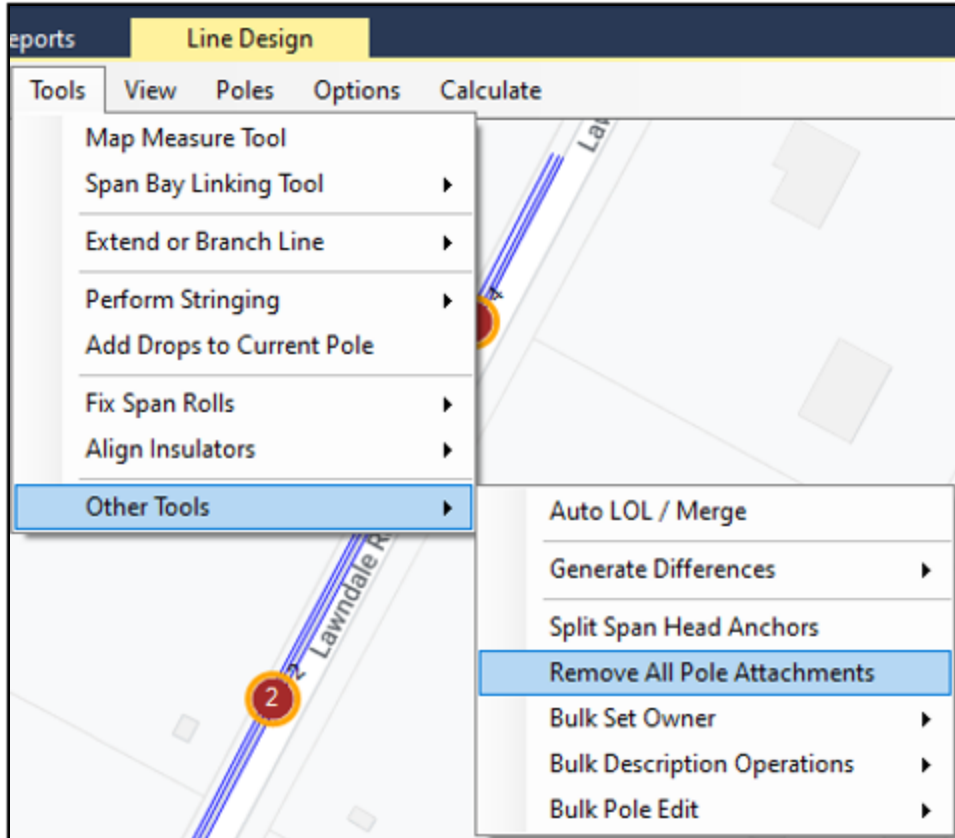 eports
Line Design
Tools View Poles Options Calculate
Map Measure Tool
Span Bay Linking Tool
Extend or Branch Line
Perform Stringing
Add Drops to Current Pole
Fix Span Rolls
Align Insulators
Other Tools
Auto LOL / Merge
Generate Differences
Split Span Head Anchors
Remove All Pole Attachments
Bulk Set Owner
Bulk Description Operations
Bulk Pole Edit
Law
4
Lawndale R
2
2